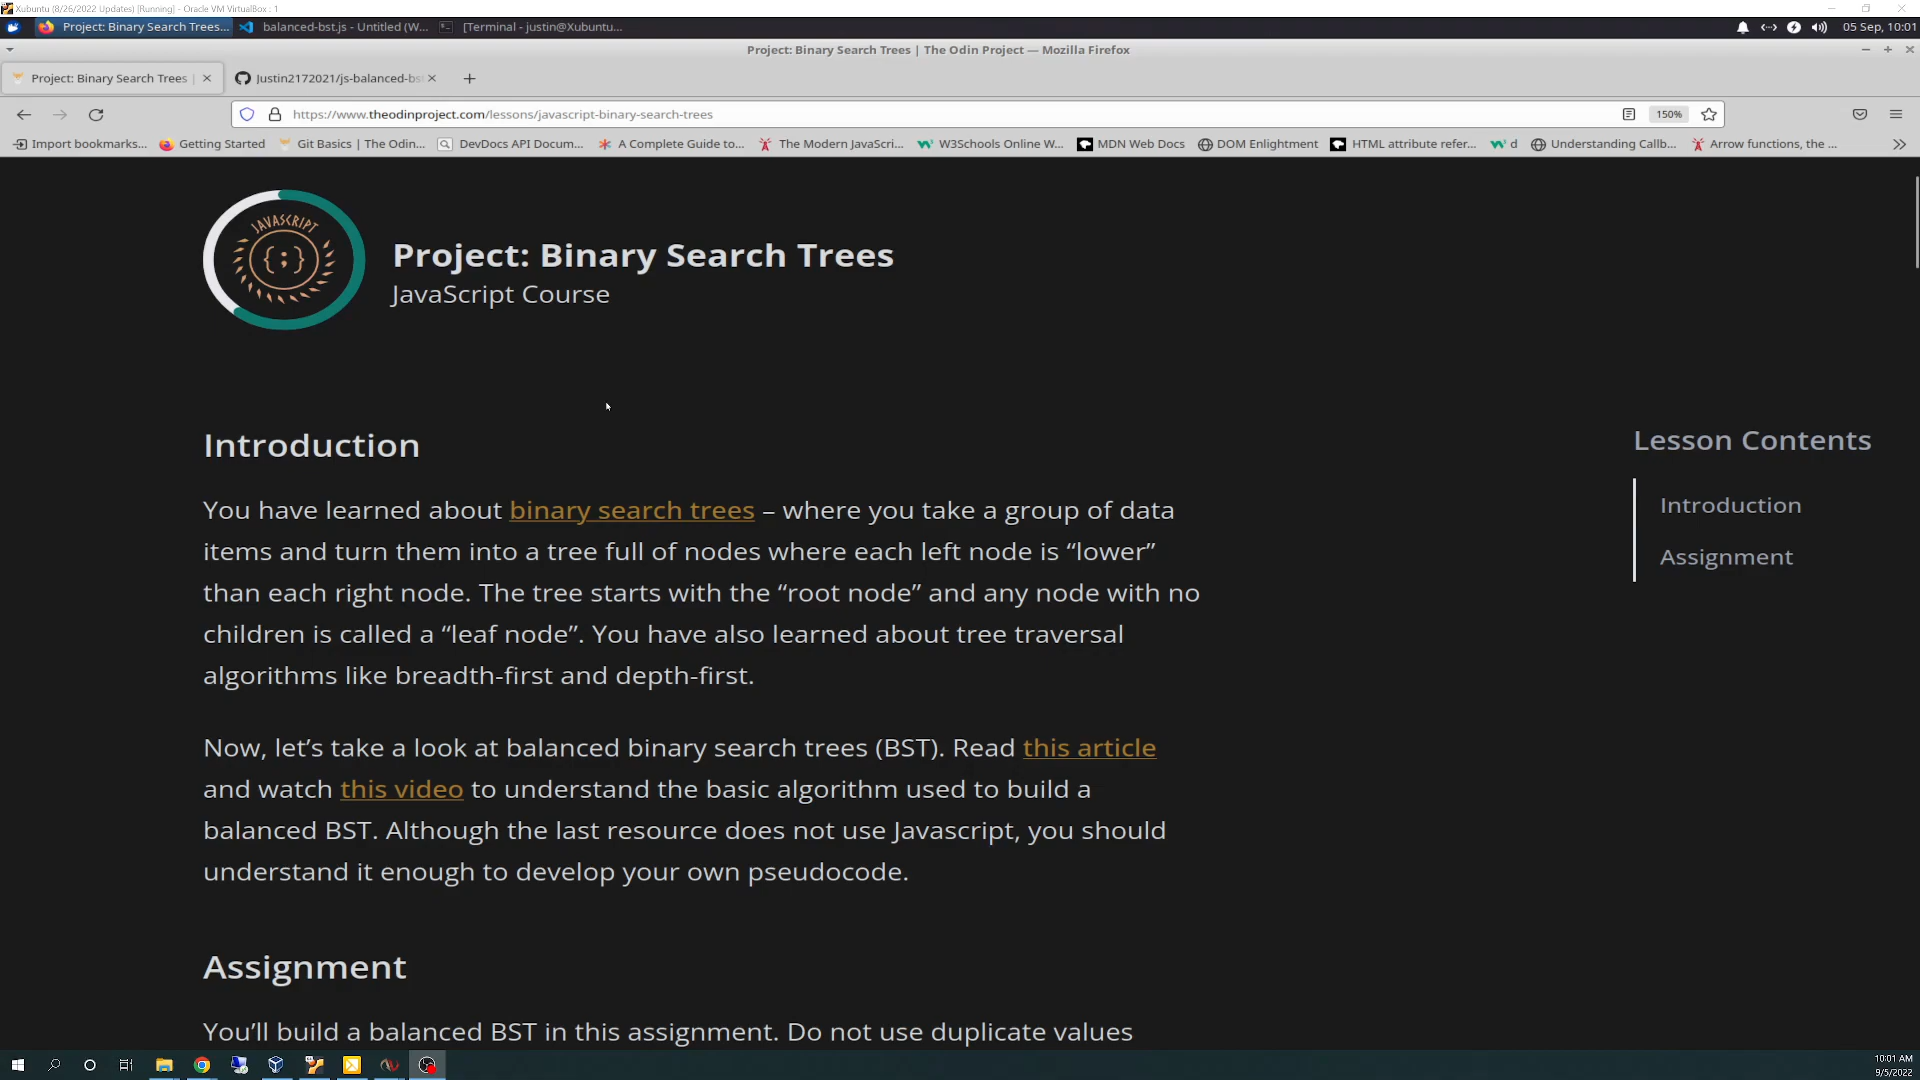 Xubuntu (8/26/2022 Updates) [Running] - Oracle VM VirtualBox : 1
Project: Binary Search Trees... balanced-bst.js - Untitled (W... [Terminal - justin@Xubuntu... 05 Sep, 10:01
Project: Binary Search Trees | The Odin Project — Mozilla Firefox
Project: Binary Search Trees | Justin2172021/js-balanced-bs
https://www.theodinproject.com/lessons/javascript-binary-search-trees 150%
Import bookmarks... Getting Started Git Basics | The Odin... DevDocs API Docum... A Complete Guide to... The Modern JavaScri... W3Schools Online W... MDN Web Docs DOM Enlightment HTML attribute refer... d Understanding Callb... Arrow functions, the ...
JAVASCRIPT
{;}
Project: Binary Search Trees
JavaScript Course
Introduction
You have learned about binary search trees – where you take a group of data
items and turn them into a tree full of nodes where each left node is “lower”
than each right node. The tree starts with the “root node” and any node with no
children is called a “leaf node”. You have also learned about tree traversal
algorithms like breadth-first and depth-first.
Now, let’s take a look at balanced binary search trees (BST). Read this article
and watch this video to understand the basic algorithm used to build a
balanced BST. Although the last resource does not use Javascript, you should
understand it enough to develop your own pseudocode.
Assignment
You’ll build a balanced BST in this assignment. Do not use duplicate values
Lesson Contents
Introduction
Assignment
10:01 AM
9/5/2022